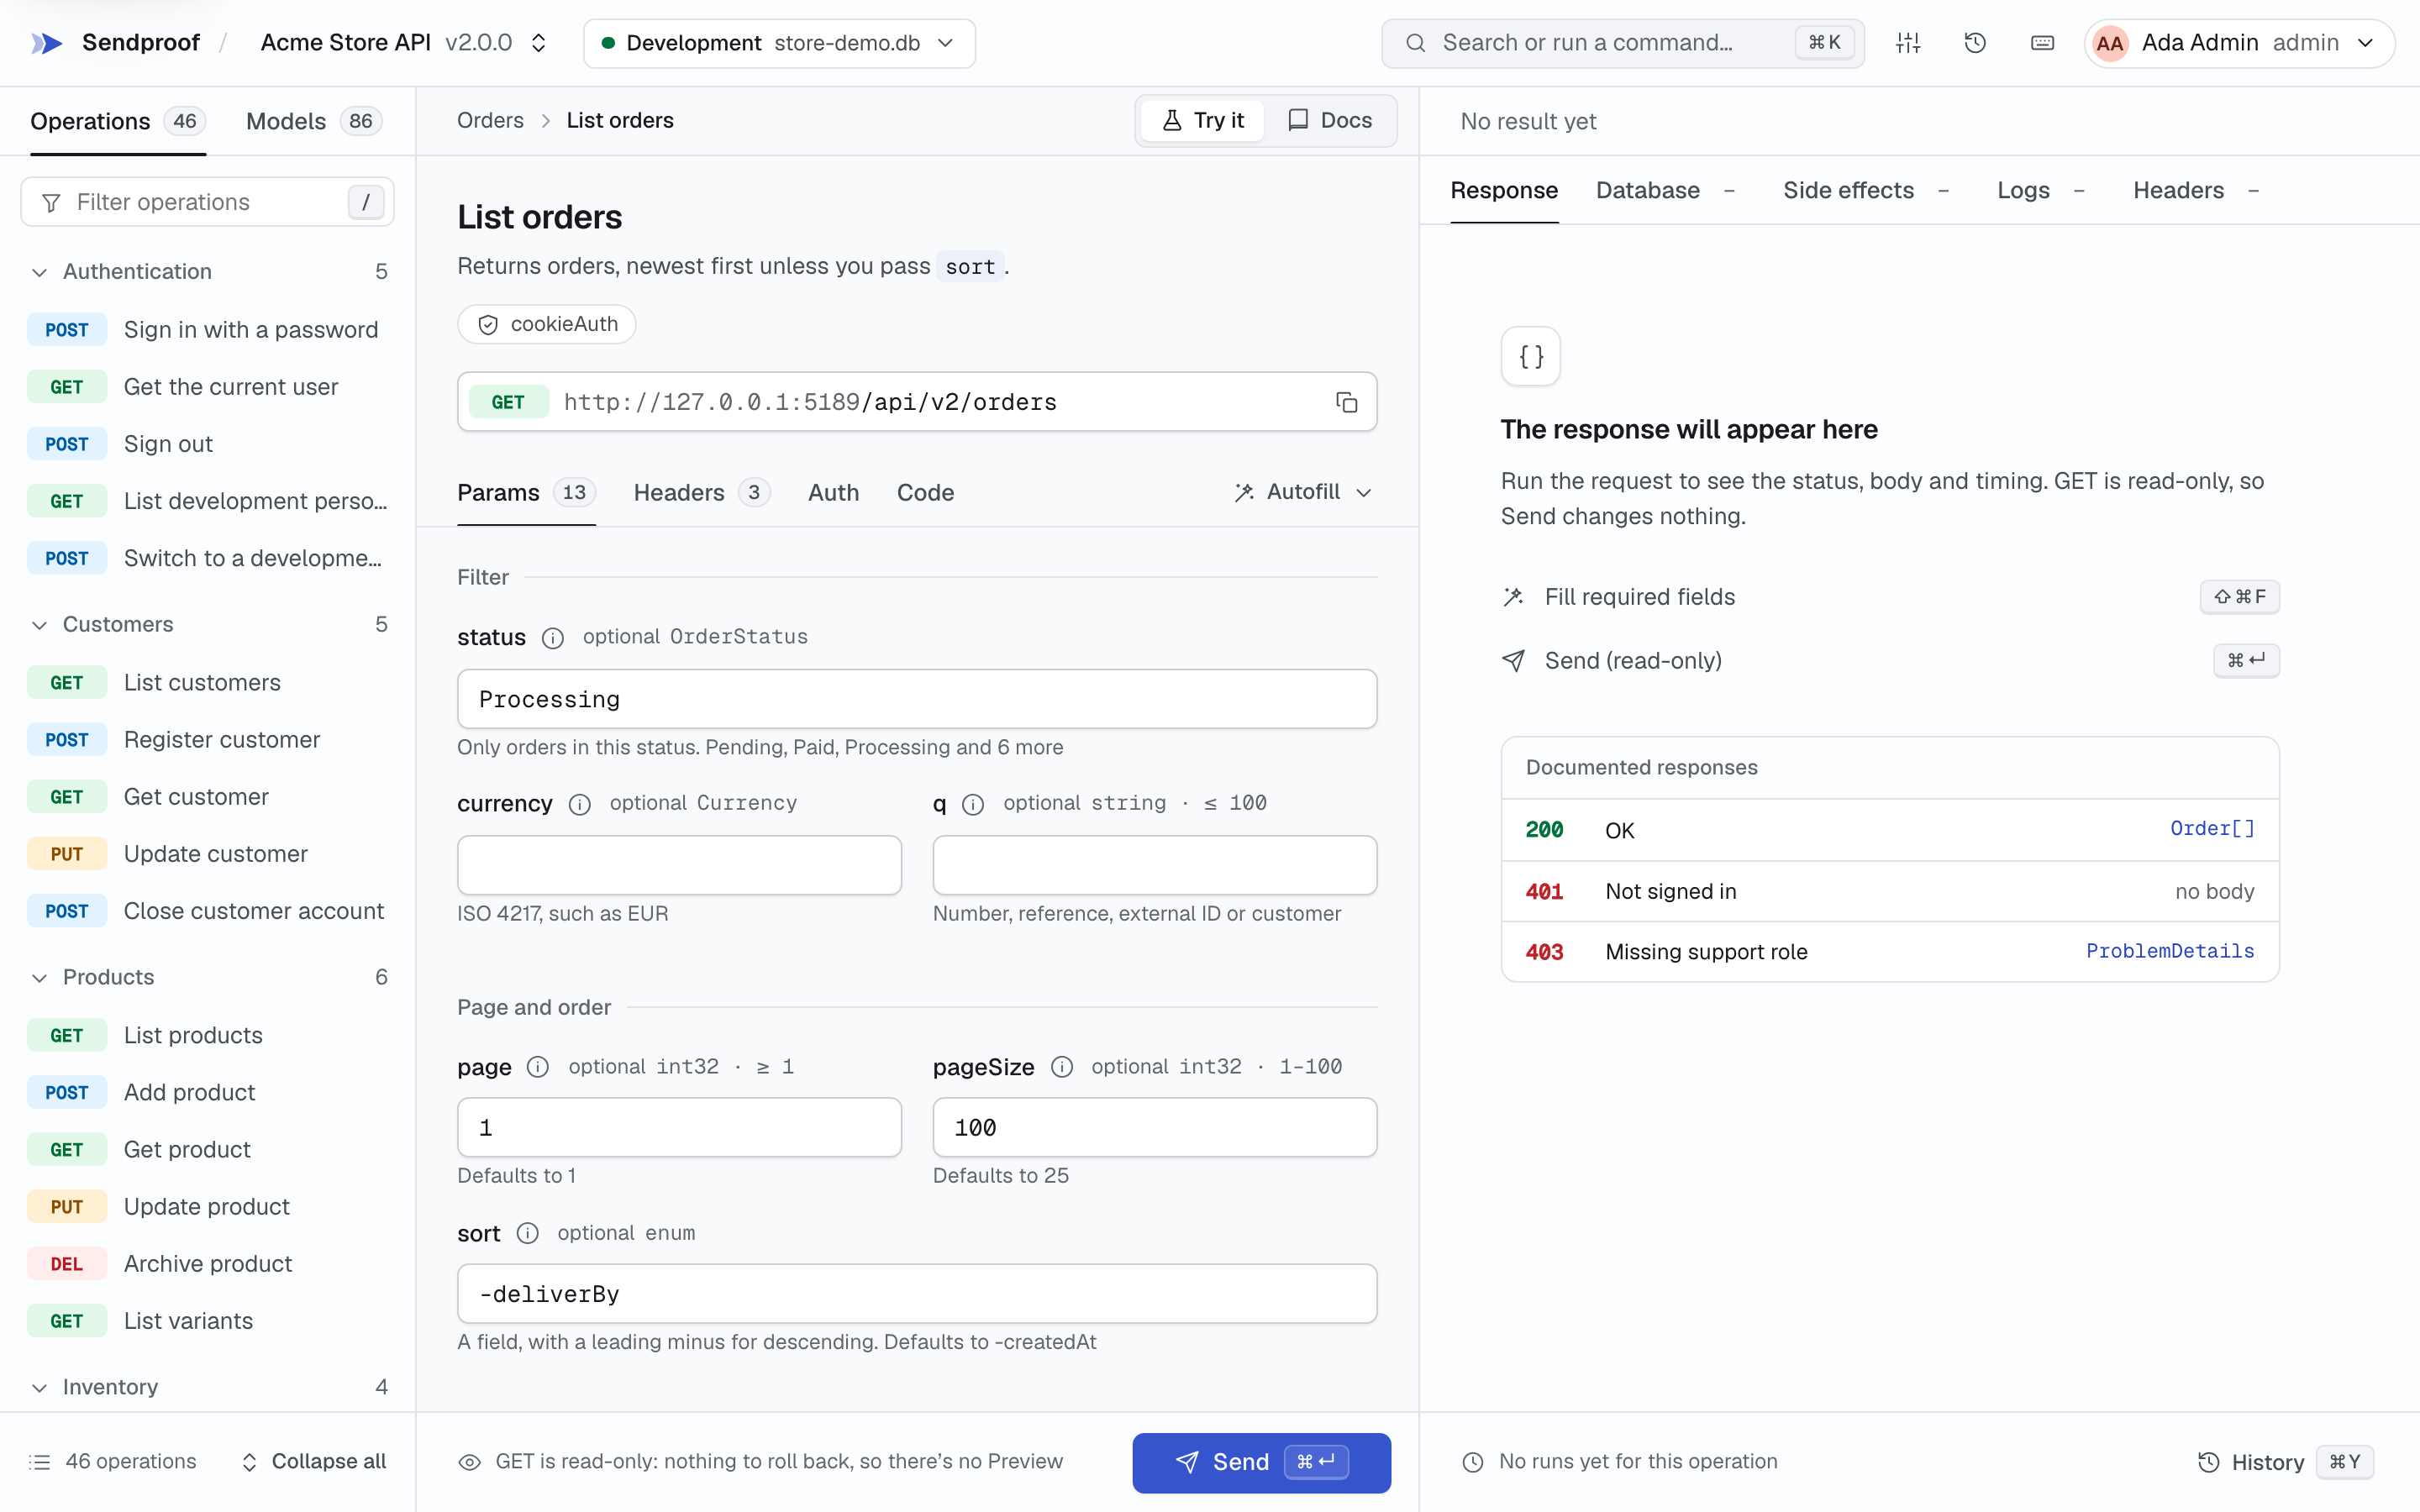 Sendproof / Acme Store API v2.0.0
Development store-demo.db
Search or run a command... ⌘K
AA Ada Admin admin
Operations 46 Models 86
Filter operations /
Authentication 5
POST Sign in with a password
GET Get the current user
POST Sign out
GET List development perso...
POST Switch to a developme...
Customers 5
GET List customers
POST Register customer
GET Get customer
PUT Update customer
POST Close customer account
Products 6
GET List products
POST Add product
GET Get product
PUT Update product
DEL Archive product
GET List variants
Inventory 4
46 operations Collapse all
Orders > List orders
Try it Docs
List orders
Returns orders, newest first unless you pass sort.
cookieAuth
GET http://127.0.0.1:5189/api/v2/orders
Params 13 Headers 3 Auth Code Autofill
Filter
status optional OrderStatus
Processing
Only orders in this status. Pending, Paid, Processing and 6 more
currency optional Currency
ISO 4217, such as EUR
q optional string · ≤ 100
Number, reference, external ID or customer
Page and order
page optional int32 · ≥ 1
1
Defaults to 1
pageSize optional int32 · 1–100
100
Defaults to 25
sort optional enum
-deliverBy
A field, with a leading minus for descending. Defaults to -createdAt
GET is read-only: nothing to roll back, so there's no Preview
Send ⌘↵
No result yet
Response Database – Side effects – Logs – Headers –
{}
The response will appear here
Run the request to see the status, body and timing. GET is read-only, so
Send changes nothing.
Fill required fields ⇧⌘F
Send (read-only) ⌘↵
Documented responses
200 OK Order[]
401 Not signed in no body
403 Missing support role ProblemDetails
No runs yet for this operation
History ⌘Y